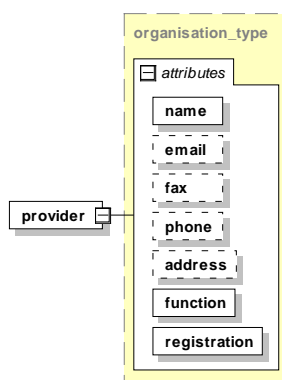 organisation_type
attributes
name
email
fax
phone
address
function
registration
provider